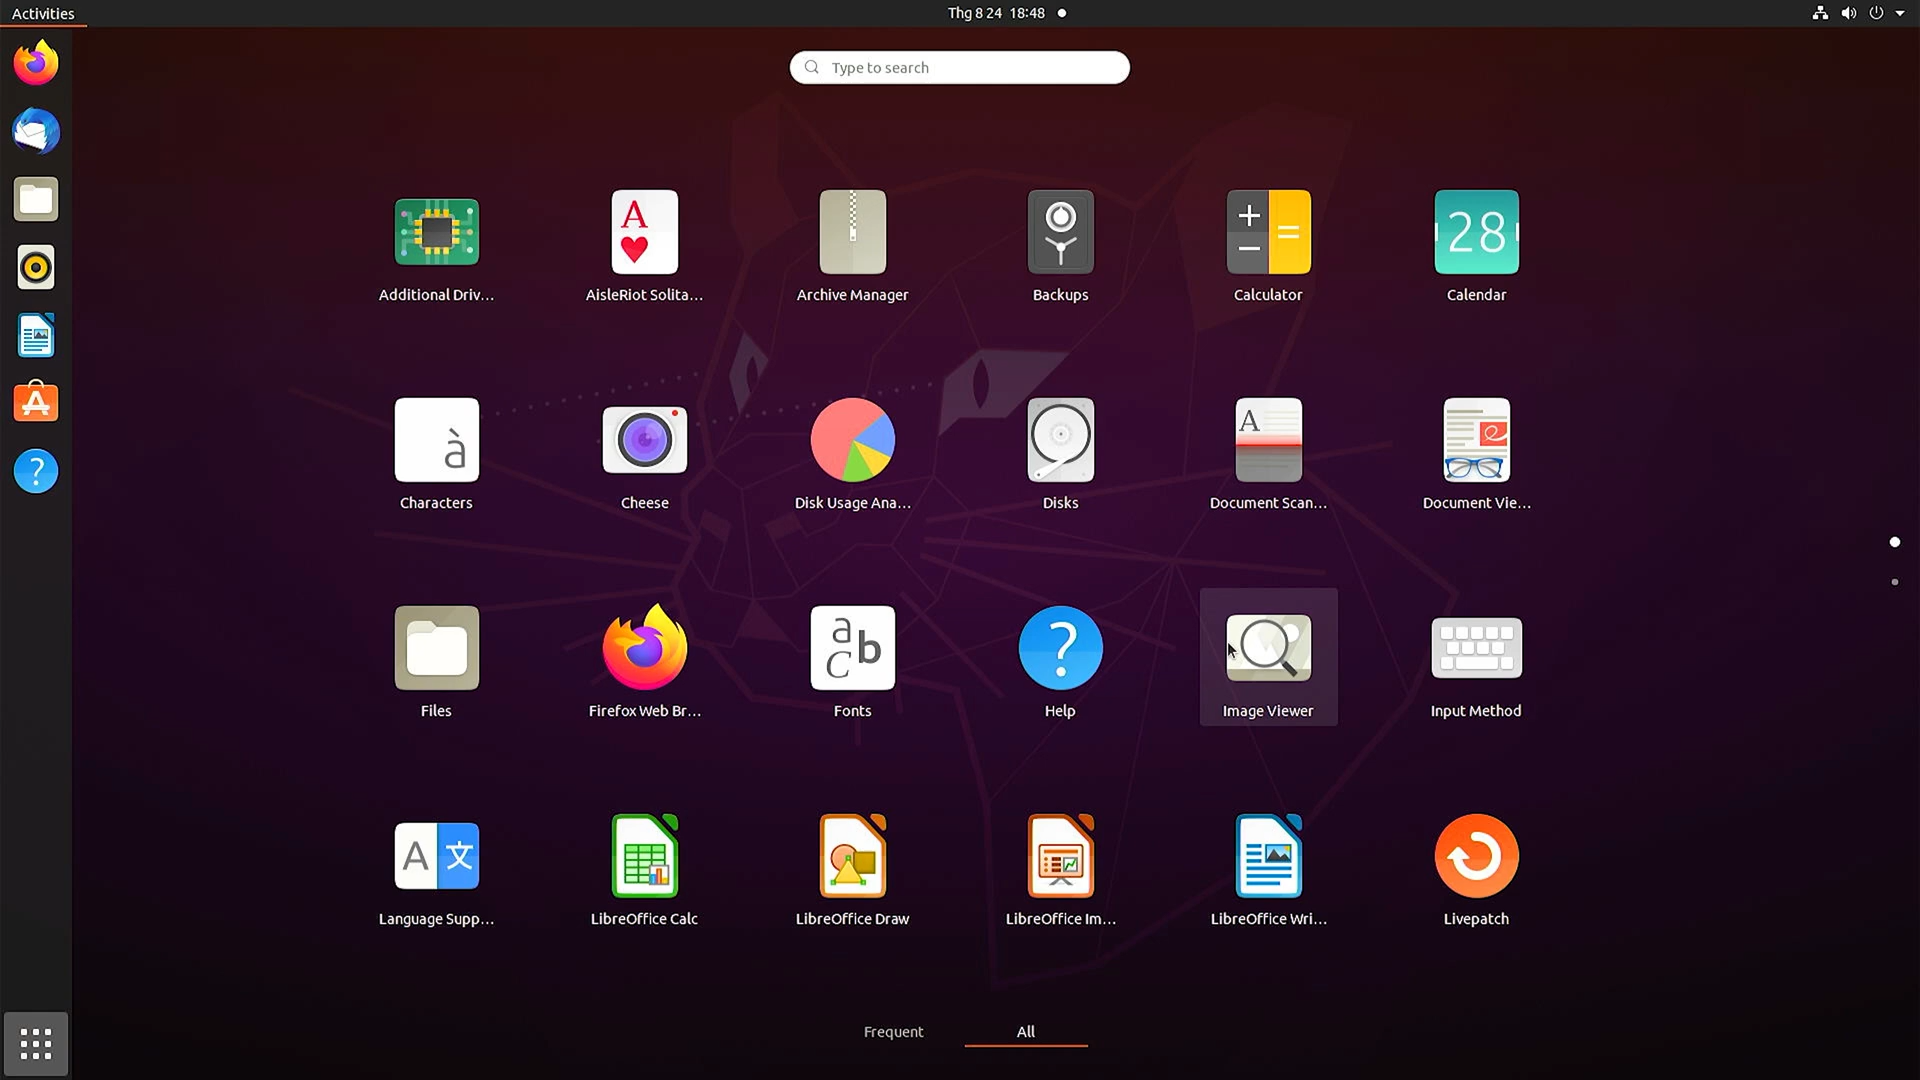 Activities
Thg 8 24 18:48
Type to search
Additional Driv...
AisleRiot Solita...
Archive Manager
Backups
Calculator
28
Calendar
à
Characters
Cheese
Disk Usage Ana...
Disks
A
Document Scan...
Document Vie...
Files
Firefox Web Br...
a b c
Fonts
?
Help
Image Viewer
Input Method
A 文
Language Supp...
LibreOffice Calc
LibreOffice Draw
LibreOffice Im...
LibreOffice Wri...
Livepatch
Frequent
All